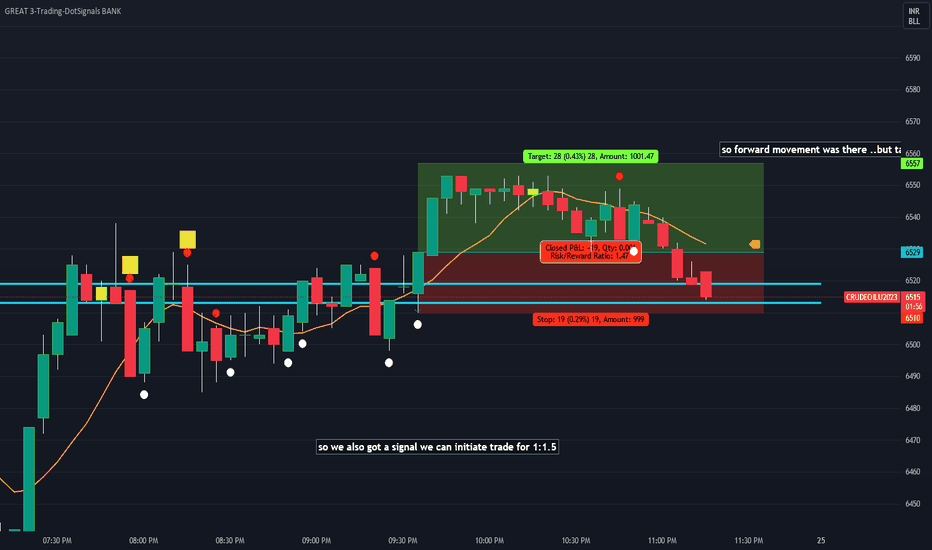 GREAT 3-Trading-DotSignals BANK
INR
BLL
6590
6580
6570
6560
so forward movement was there ..but ta
Target: 28 (0.43%) 28, Amount: 1001.47
6557
6550
6540
Closed P&L: -19, Qty: 0.00
Risk/Reward Ratio: 1.47
6529
6520
CRUDEOILU2023
6515
01:56
6510
Stop: 19 (0.29%) 19, Amount: 999
6500
6490
6480
so we also got a signal we can initiate trade for 1:1.5
6470
6460
6450
07:30 PM
08:00 PM
08:30 PM
09:00 PM
09:30 PM
10:00 PM
10:30 PM
11:00 PM
11:30 PM
25